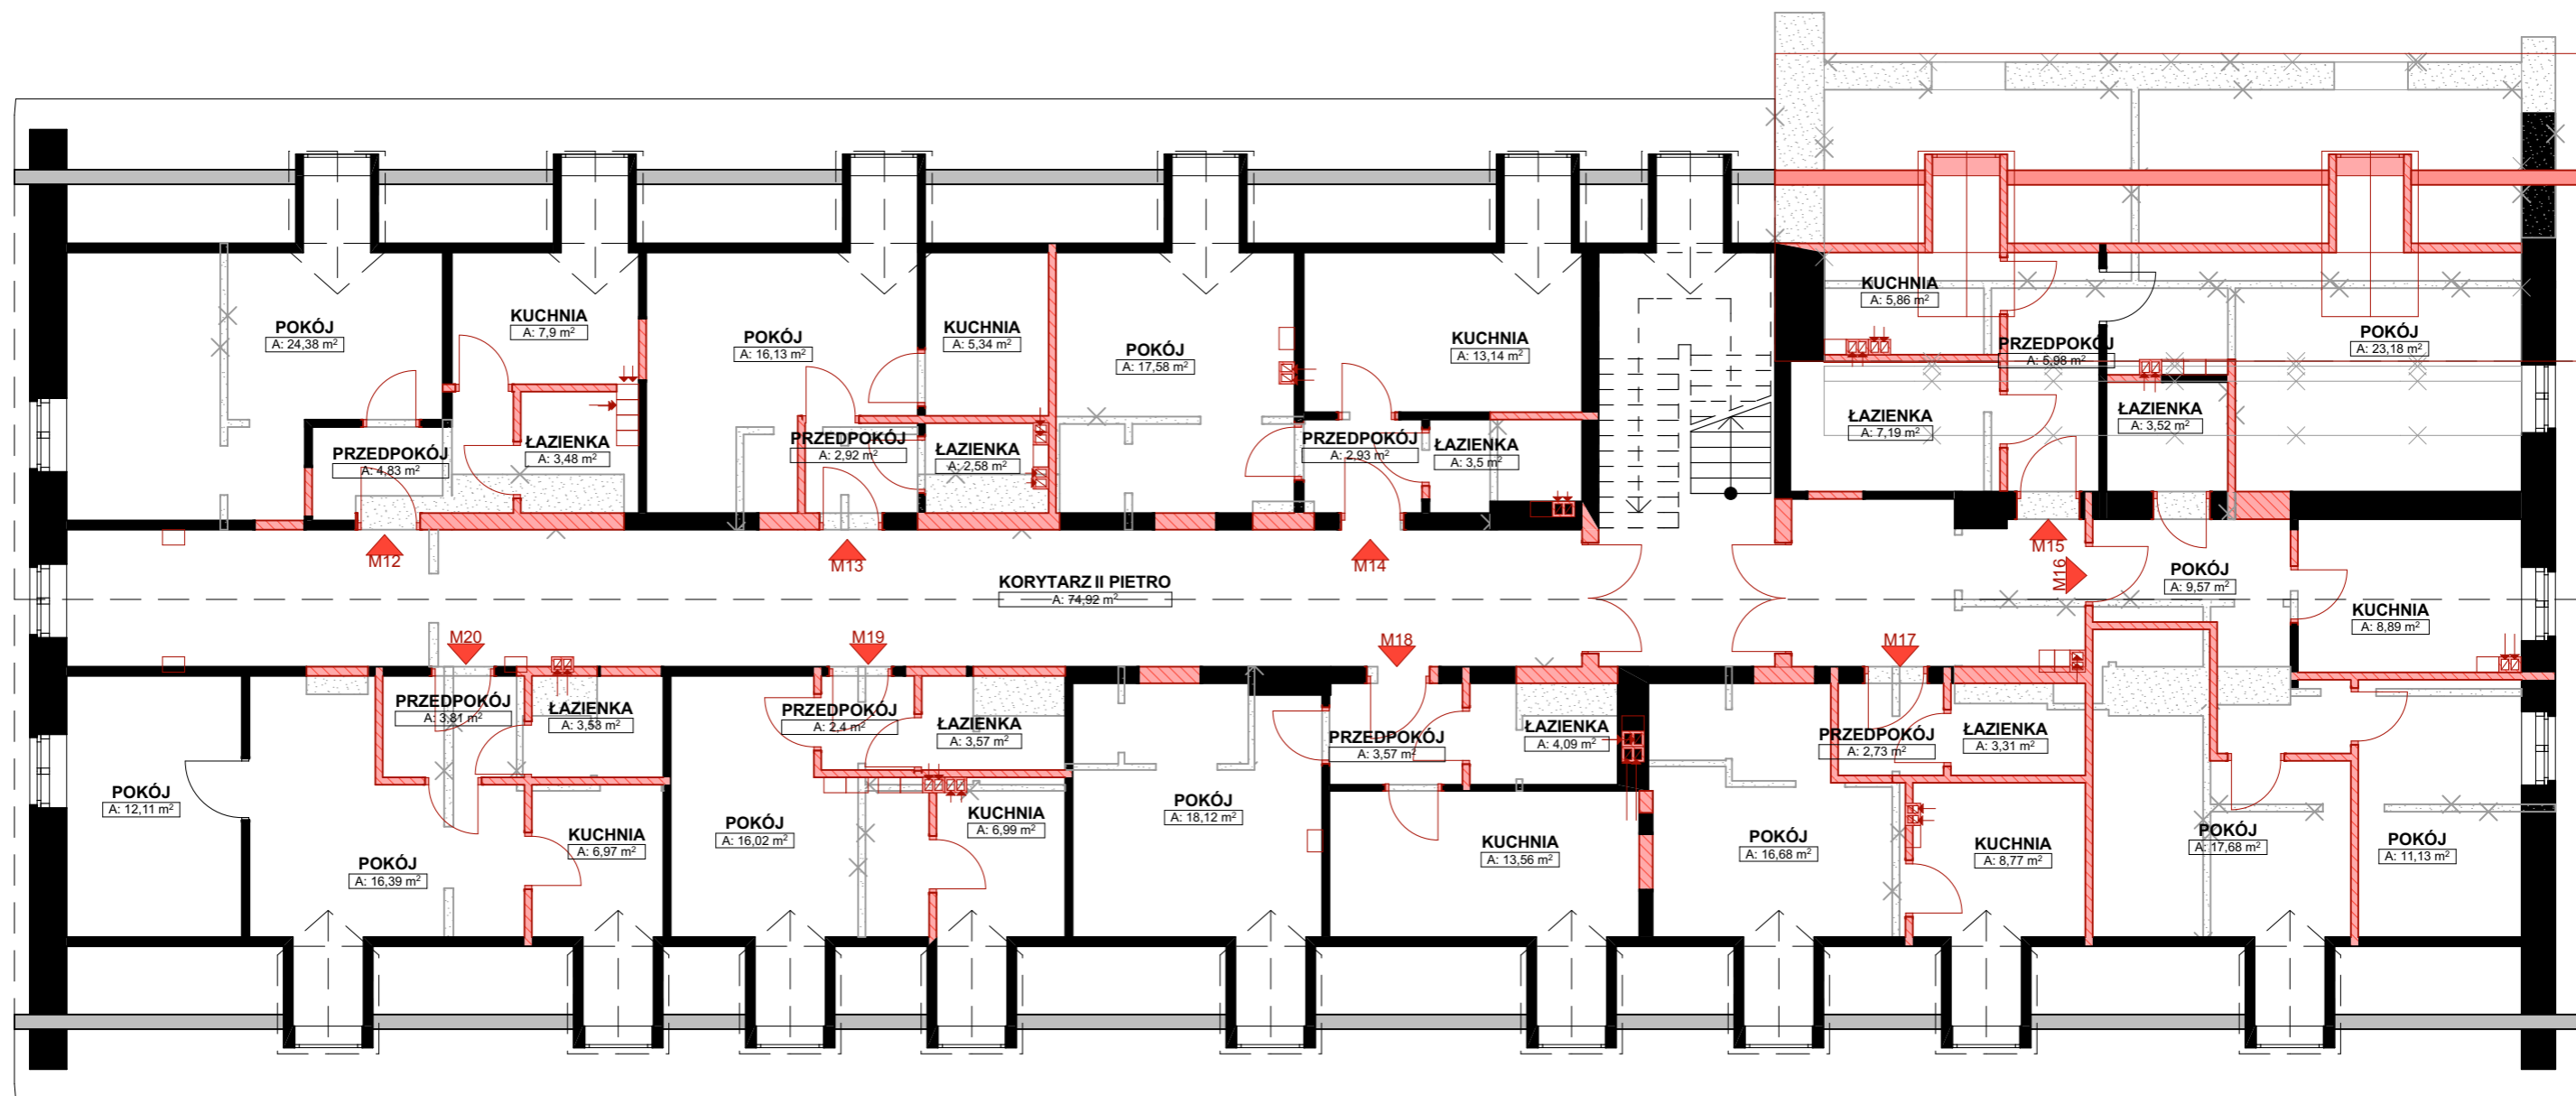 POKÓJ
A: 24,38 m²
KUCHNIA
A: 7,9 m²
PRZEDPOKÓJ
A: 4,83 m²
ŁAZIENKA
A: 3,48 m²
POKÓJ
A: 16,13 m²
KUCHNIA
A: 5,34 m²
PRZEDPOKÓJ
A: 2,92 m²
ŁAZIENKA
A: 2,58 m²
POKÓJ
A: 17,58 m²
KUCHNIA
A: 13,14 m²
PRZEDPOKÓJ
A: 2,93 m²
ŁAZIENKA
A: 3,5 m²
KUCHNIA
A: 5,86 m²
PRZEDPOKÓJ
A: 5,98 m²
POKÓJ
A: 23,18 m²
ŁAZIENKA
A: 7,19 m²
ŁAZIENKA
A: 3,52 m²
M12
M13
M14
M15
M16
KORYTARZ II PIETRO
A: 74,92 m²
POKÓJ
A: 9,57 m²
KUCHNIA
A: 8,89 m²
M20
M19
M18
M17
PRZEDPOKÓJ
A: 3,81 m²
ŁAZIENKA
A: 3,53 m²
POKÓJ
A: 12,11 m²
POKÓJ
A: 16,39 m²
KUCHNIA
A: 6,97 m²
PRZEDPOKÓJ
A: 2,4 m²
ŁAZIENKA
A: 3,57 m²
POKÓJ
A: 16,02 m²
KUCHNIA
A: 6,99 m²
POKÓJ
A: 18,12 m²
PRZEDPOKÓJ
A: 3,57 m²
ŁAZIENKA
A: 4,09 m²
KUCHNIA
A: 13,56 m²
PRZEDPOKÓJ
A: 2,73 m²
ŁAZIENKA
A: 3,31 m²
POKÓJ
A: 16,68 m²
KUCHNIA
A: 8,77 m²
POKÓJ
A: 17,68 m²
POKÓJ
A: 11,13 m²